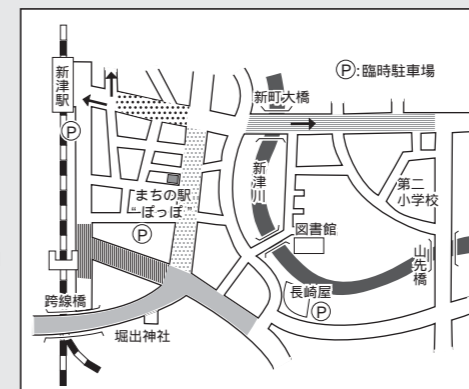 Ⓟ:臨時駐車場
新町大橋
新津駅
Ⓟ
新津川
第二
小学校
まちの駅
"ぽっぽ"
Ⓟ
図書館
山先橋
長崎屋
Ⓟ
跨線橋
堀出神社